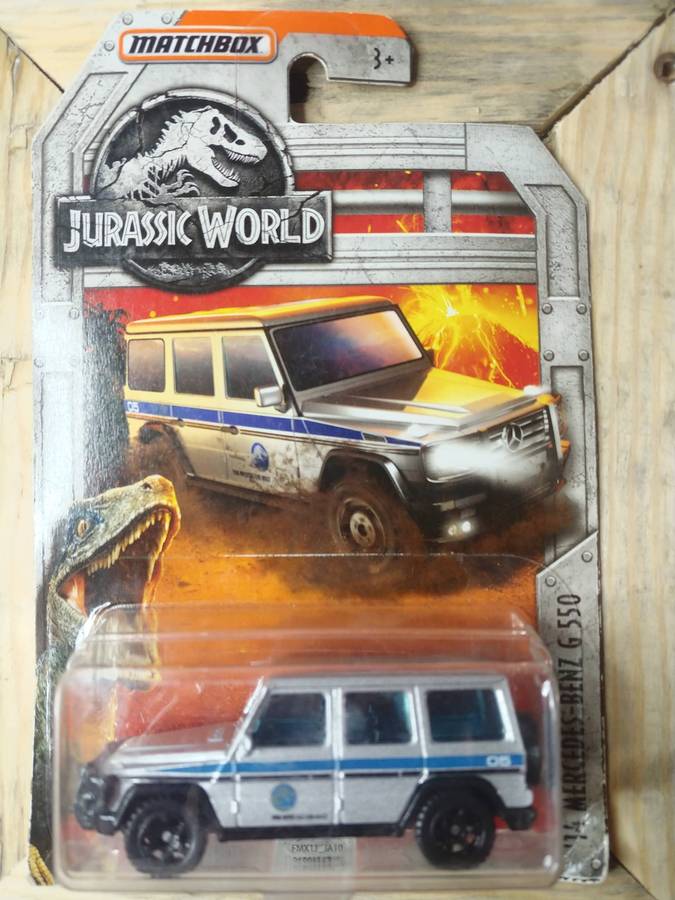 MATCHBOX
3+
JURASSIC WORLD
05
'14 MERCEDES-BENZ G 550
05